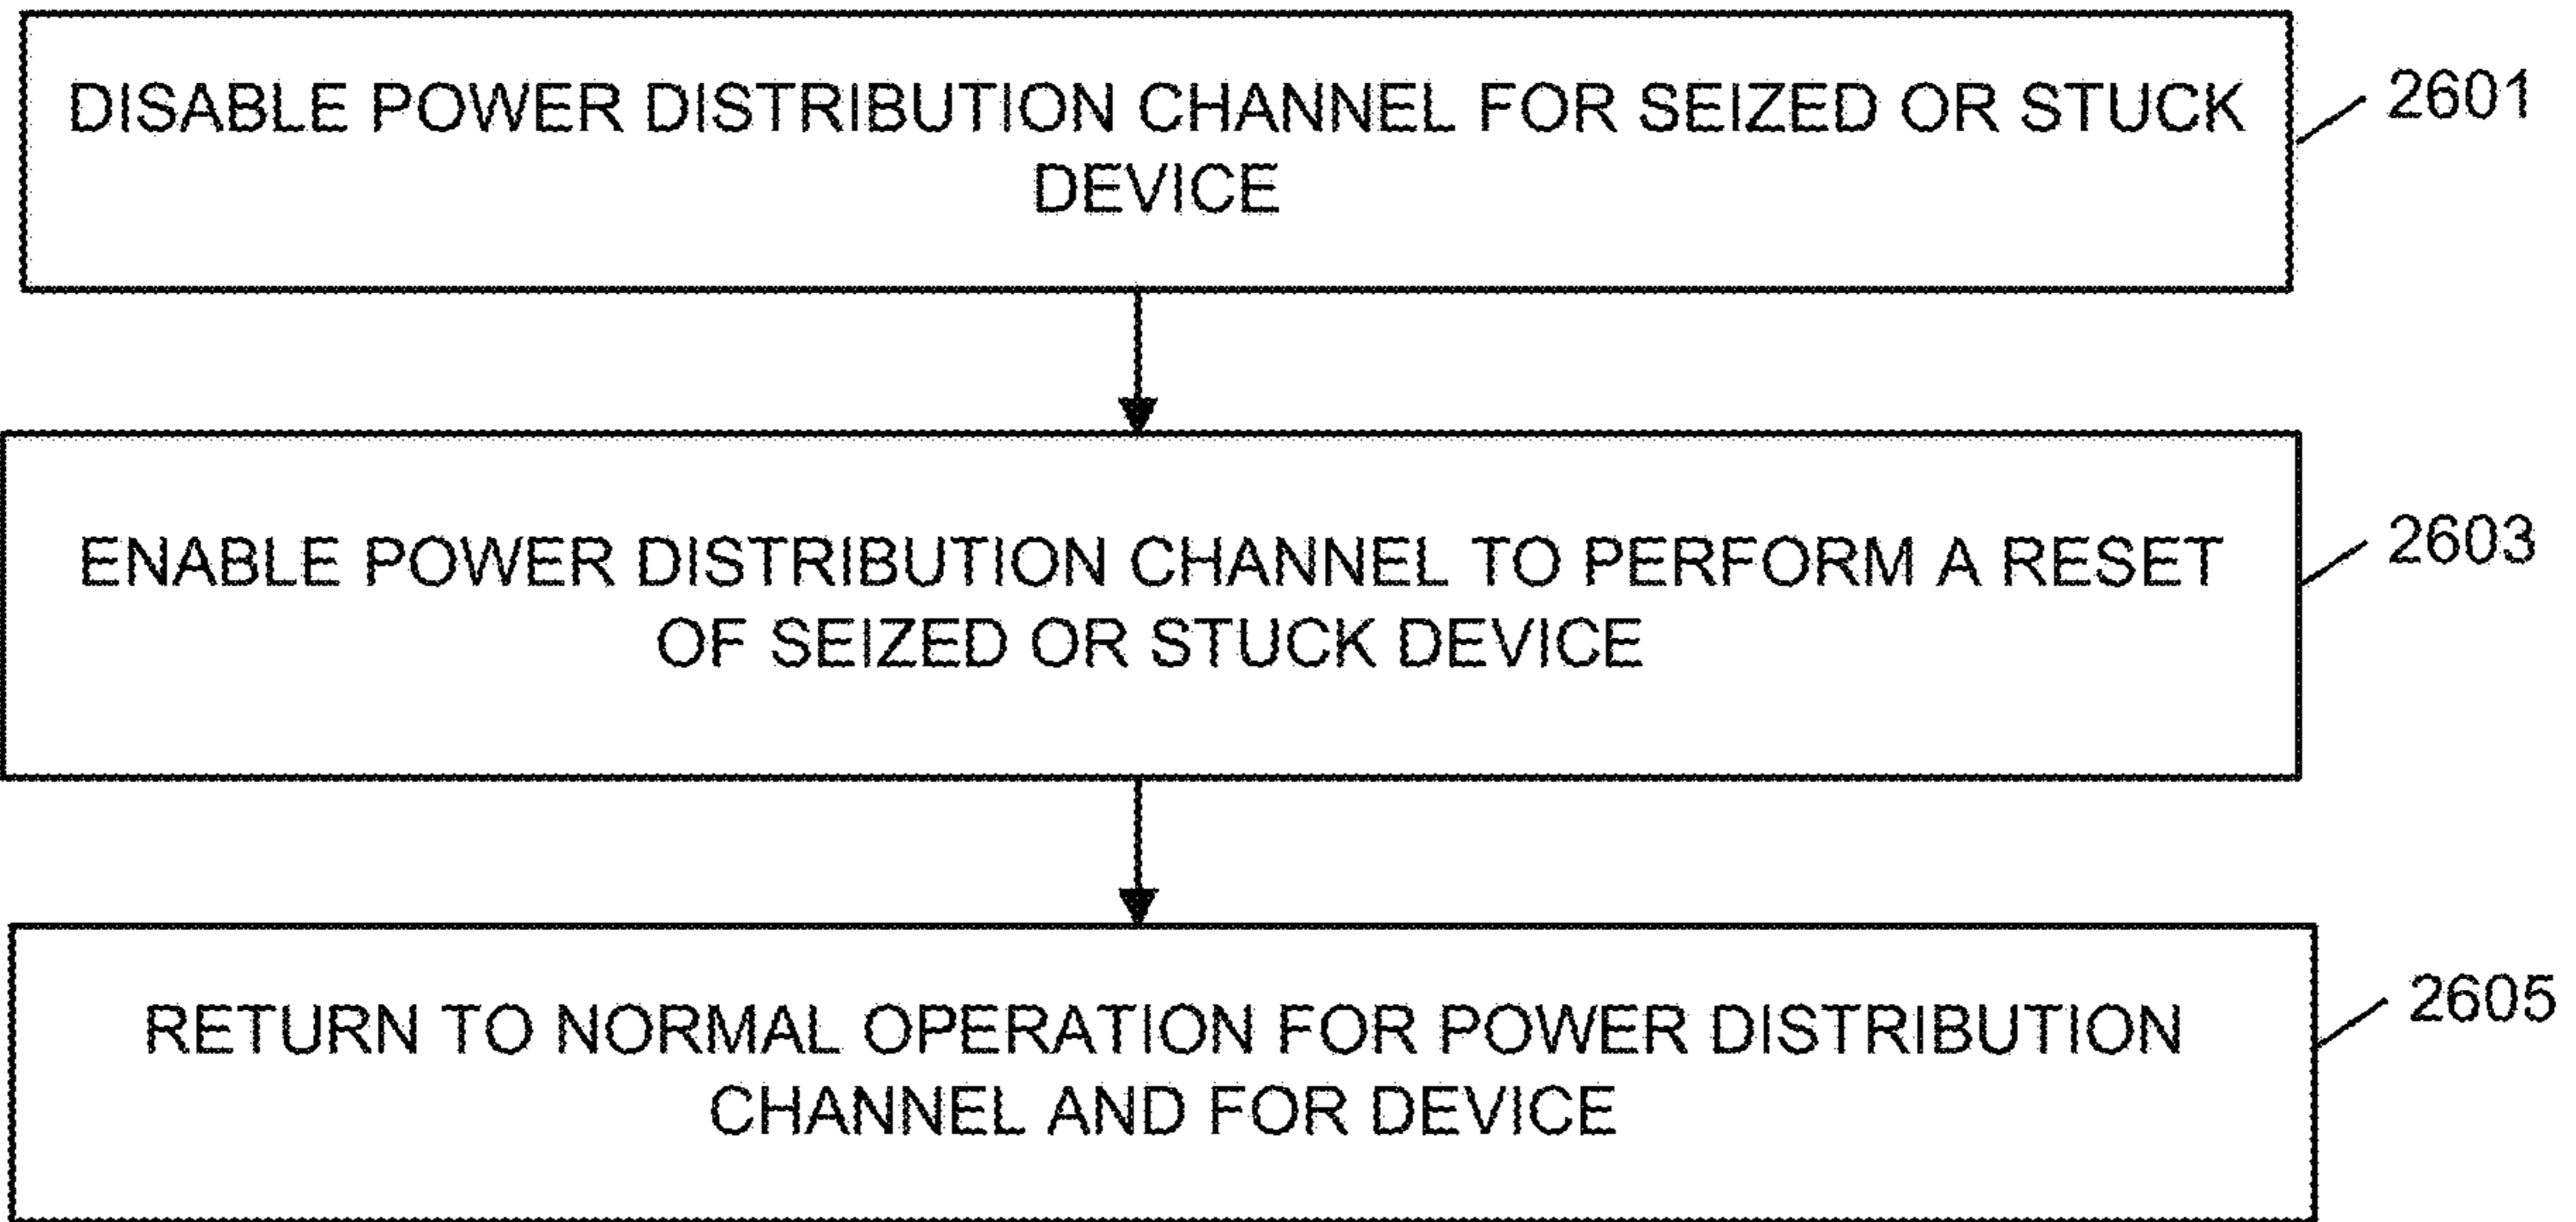 DISABLE POWER DISTRIBUTION CHANNEL FOR SEIZED OR STUCK
DEVICE
2601
ENABLE POWER DISTRIBUTION CHANNEL TO PERFORM A RESET
OF SEIZED OR STUCK DEVICE
2603
RETURN TO NORMAL OPERATION FOR POWER DISTRIBUTION
CHANNEL AND FOR DEVICE
2605